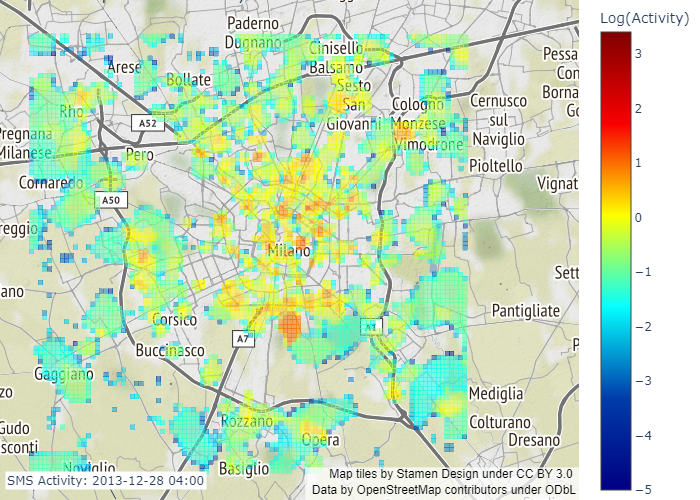 Log(Activity)
3
2
1
0
−1
−2
−3
−4
−5
Paderno
Dugnano
Cinisello
Balsamo
Arese
Bollate
Sesto
San
Giovanni
Cologno
Monzese
Vimodrone
Cernusco
sul
Naviglio
Pessa
Con
Borna
Go
Rho
A52
Pregnana
Milanese
Pero
Pioltello
Cornaredo
A50
Vignat
reggio
Milano
Sett
ano
Pantigliate
Corsico
A7
Buccinasco
P
Gaggiano
zo
Mediglia
Gudo
sconti
Rozzano
Opera
Colturano
Dresano
Noviglio
Basiglio
SMS Activity: 2013-12-28 04:00
Map tiles by Stamen Design under CC BY 3.0
Data by OpenStreetMap contributors under ODbL